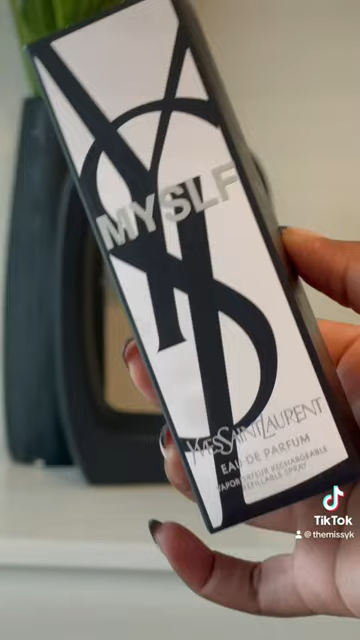 MYSLF
YVESSAINTLAURENT
EAU DE PARFUM
VAPORISATEUR RECHARGEABLE
REFILLABLE SPRAY
TikTok
@themissyk